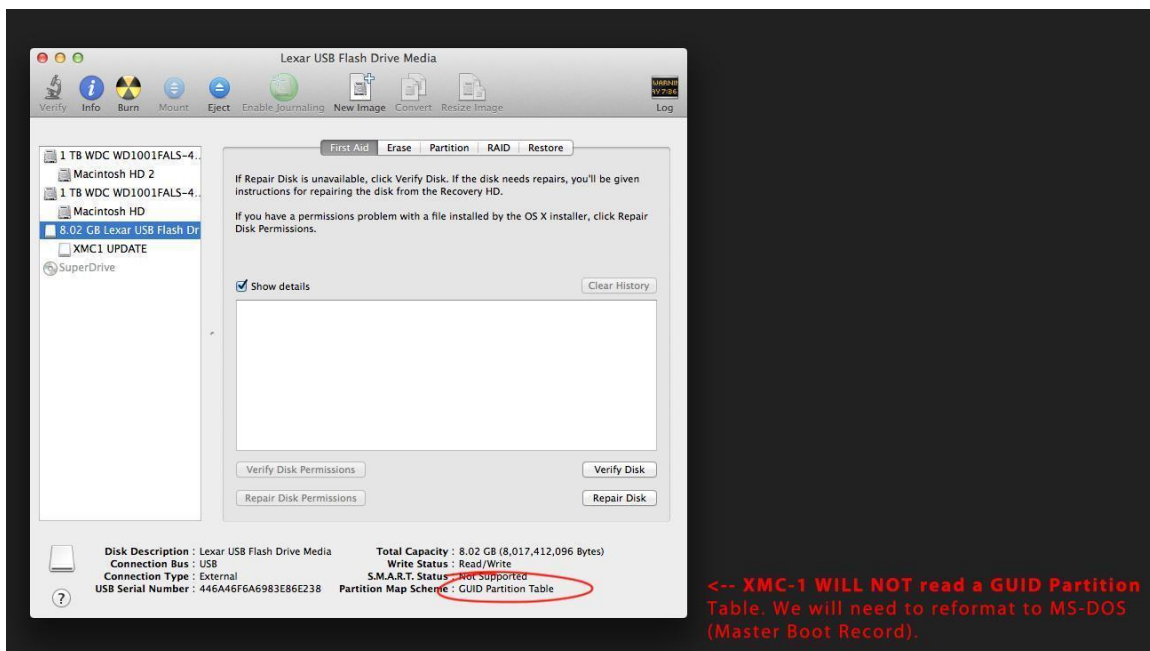 Lexar USB Flash Drive Media
Verify Info Burn Mount Eject Enable Journaling New Image Convert Resize Image Log
WARNIN
AY 7:36
First Aid Erase Partition RAID Restore
1 TB WDC WD1001FALS-4..
Macintosh HD 2
1 TB WDC WD1001FALS-4..
Macintosh HD
8.02 GB Lexar USB Flash Dr
XMC1 UPDATE
SuperDrive
If Repair Disk is unavailable, click Verify Disk. If the disk needs repairs, you'll be given
instructions for repairing the disk from the Recovery HD.
If you have a permissions problem with a file installed by the OS X installer, click Repair
Disk Permissions.
Show details Clear History
Verify Disk Permissions Verify Disk
Repair Disk Permissions Repair Disk
Disk Description : Lexar USB Flash Drive Media Total Capacity : 8.02 GB (8,017,412,096 Bytes)
Connection Bus : USB Write Status : Read/Write
Connection Type : External S.M.A.R.T. Status : Not Supported
USB Serial Number : 446A46F6A6983E86E238 Partition Map Scheme : GUID Partition Table
?
<-- XMC-1 WILL NOT read a GUID Partition
Table. We will need to reformat to MS-DOS
(Master Boot Record).